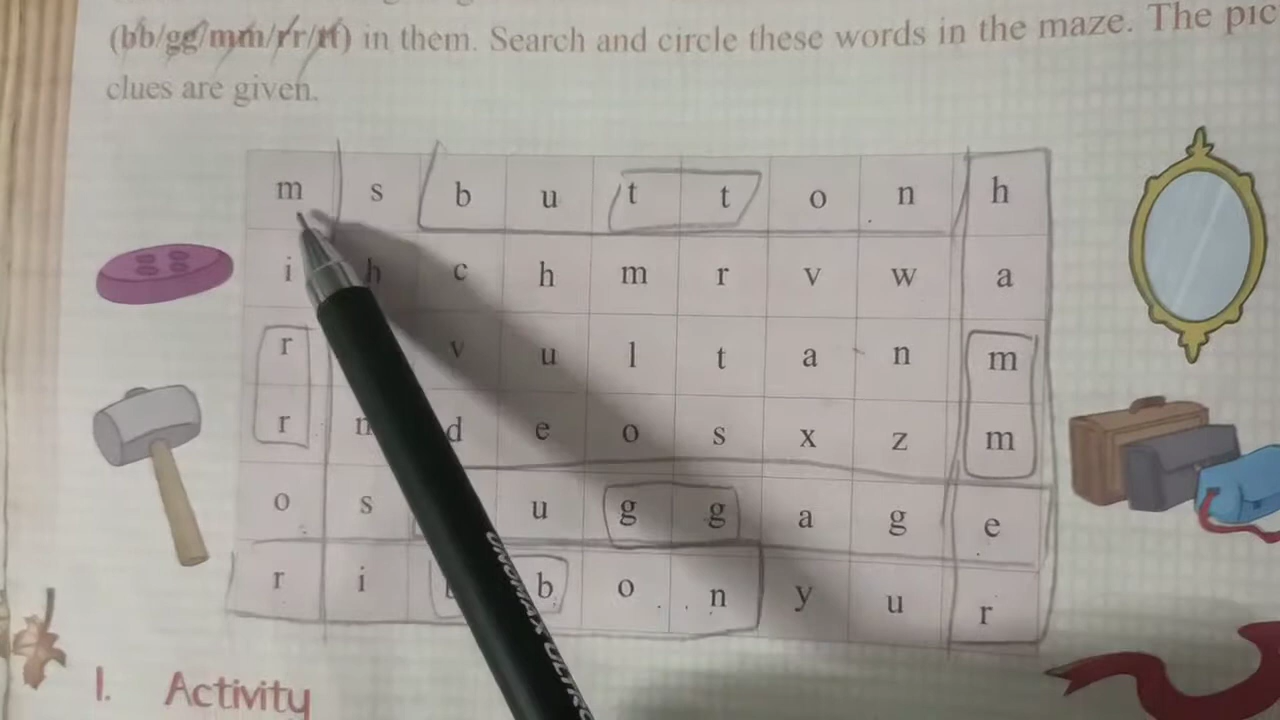 (bb/gg/mm/rr/tt) in them. Search and circle these words in the maze. The pic
clues are given.
m s b u t t o n h
i h c h m r v w a
r v u l t a n m
r d e o s x z m
o s u g g a g e
r i b o n y u r
I. Activity